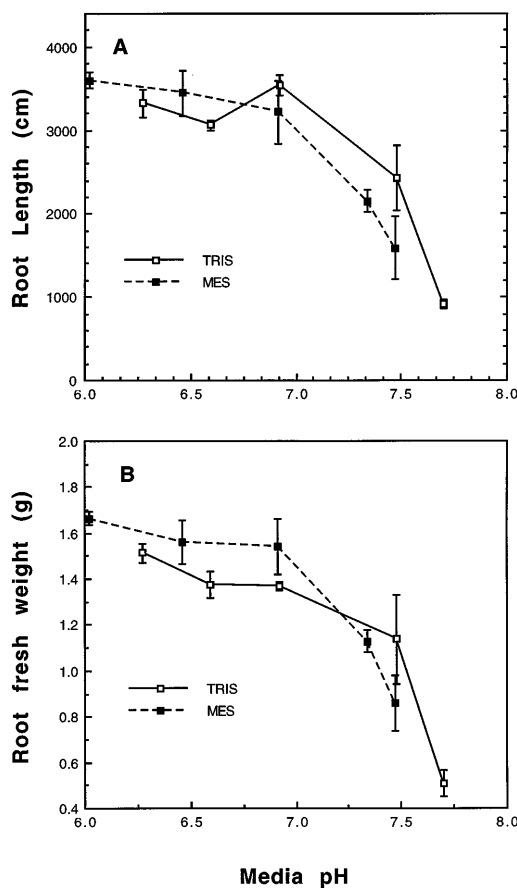 A
Root Length (cm)
4000
3000
2000
1000
0
TRIS
MES
6.0 6.5 7.0 7.5 8.0
B
Root fresh weight (g)
2.0
1.8
1.6
1.4
1.2
1.0
0.8
0.6
0.4
TRIS
MES
6.0 6.5 7.0 7.5 8.0
Media pH